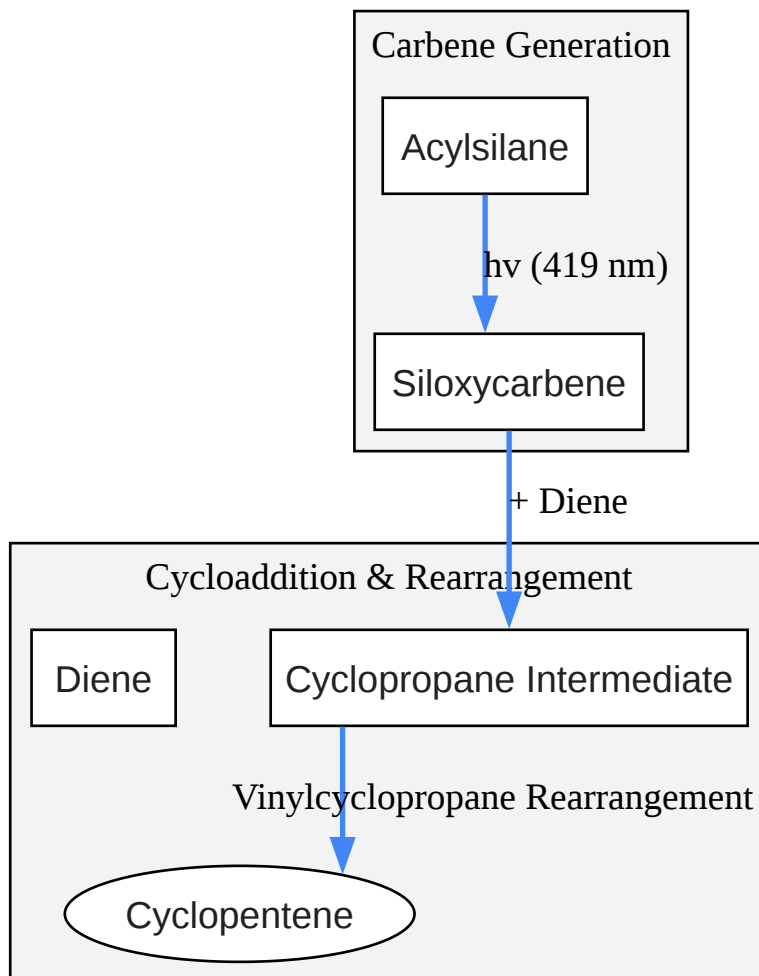 Carbene Generation
Acylsilane
hv (419 nm)
Siloxycarbene
+ Diene
Cycloaddition & Rearrangement
Diene
Cyclopropane Intermediate
Vinylcyclopropane Rearrangement
Cyclopentene